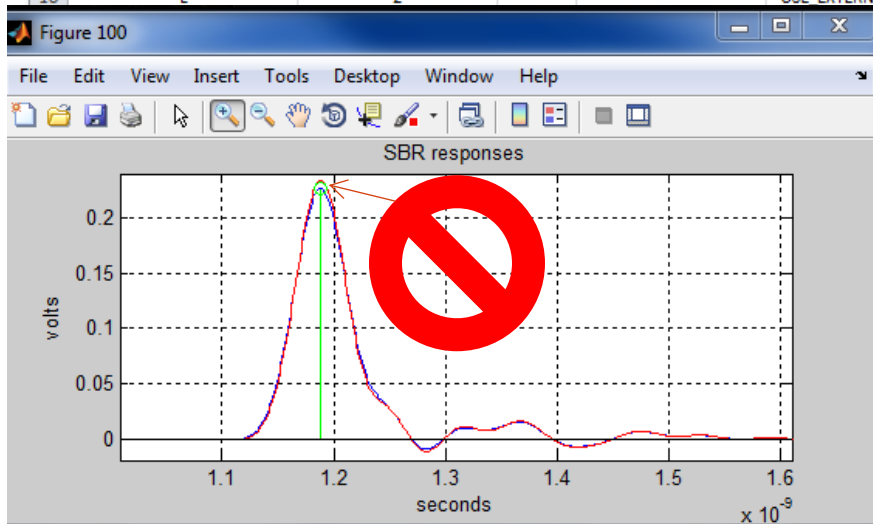 Figure 100
File Edit View Insert Tools Desktop Window Help
SBR responses
0.2
0.15
0.1
0.05
0
volts
1.1 1.2 1.3 1.4 1.5 1.6
seconds
x 10⁻⁹